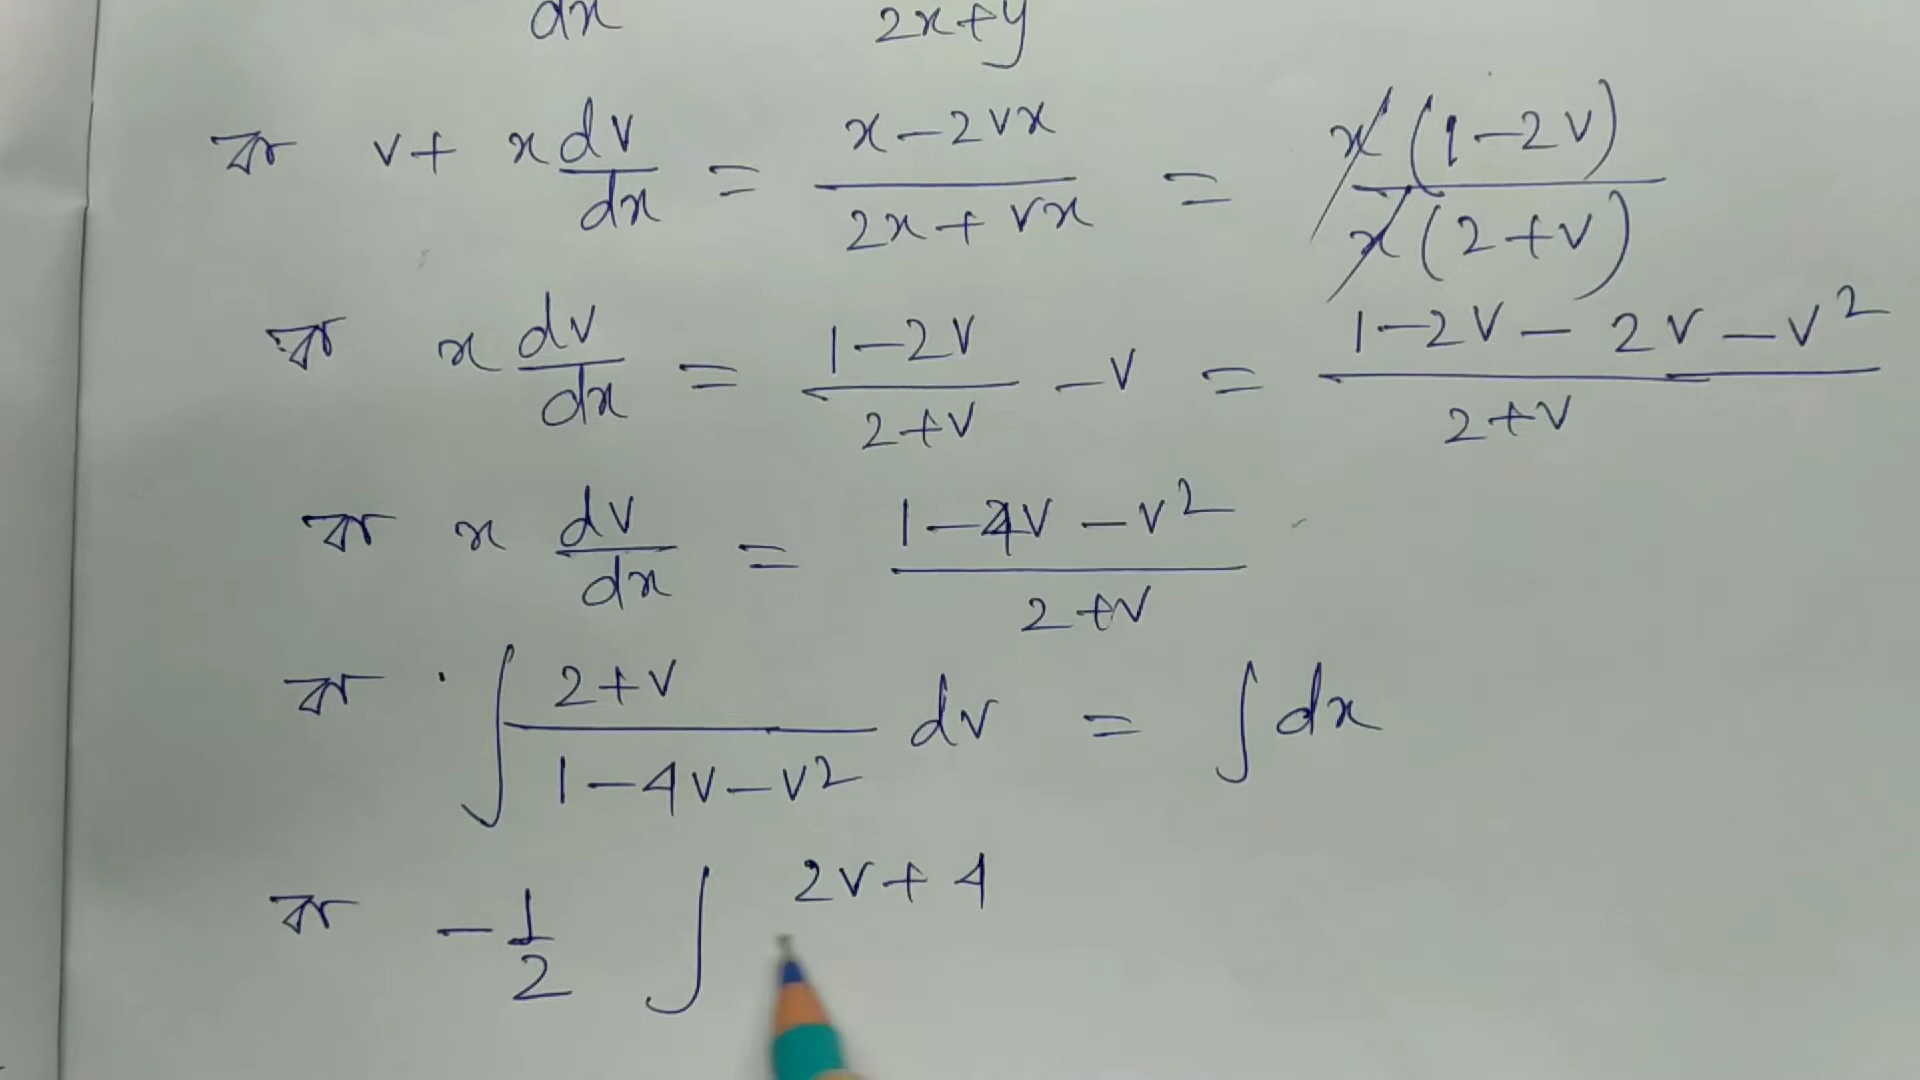 dx 2x+y
বা v+ x dv/dx = x-2vx / 2x+vx = x(1-2v) / x(2+v)
বা x dv/dx = 1-2v / 2+v -v = 1-2v-2v-v² / 2+v
বা x dv/dx = 1-4v-v² / 2+v
বা ∫ 2+v / 1-4v-v² dv = ∫dx
বা -1/2 ∫ 2v+4